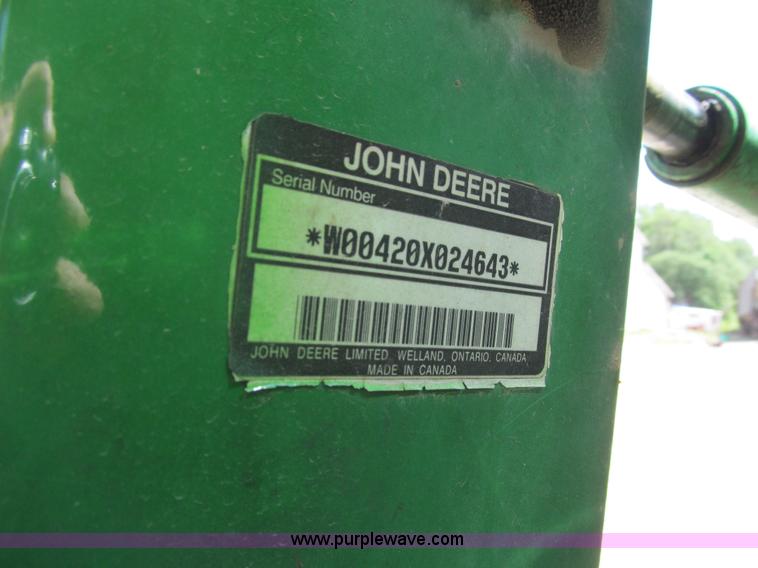 JOHN DEERE
Serial Number
*W00420X024643*
JOHN DEERE LIMITED, WELLAND, ONTARIO, CANADA
MADE IN CANADA
www.purplewave.com